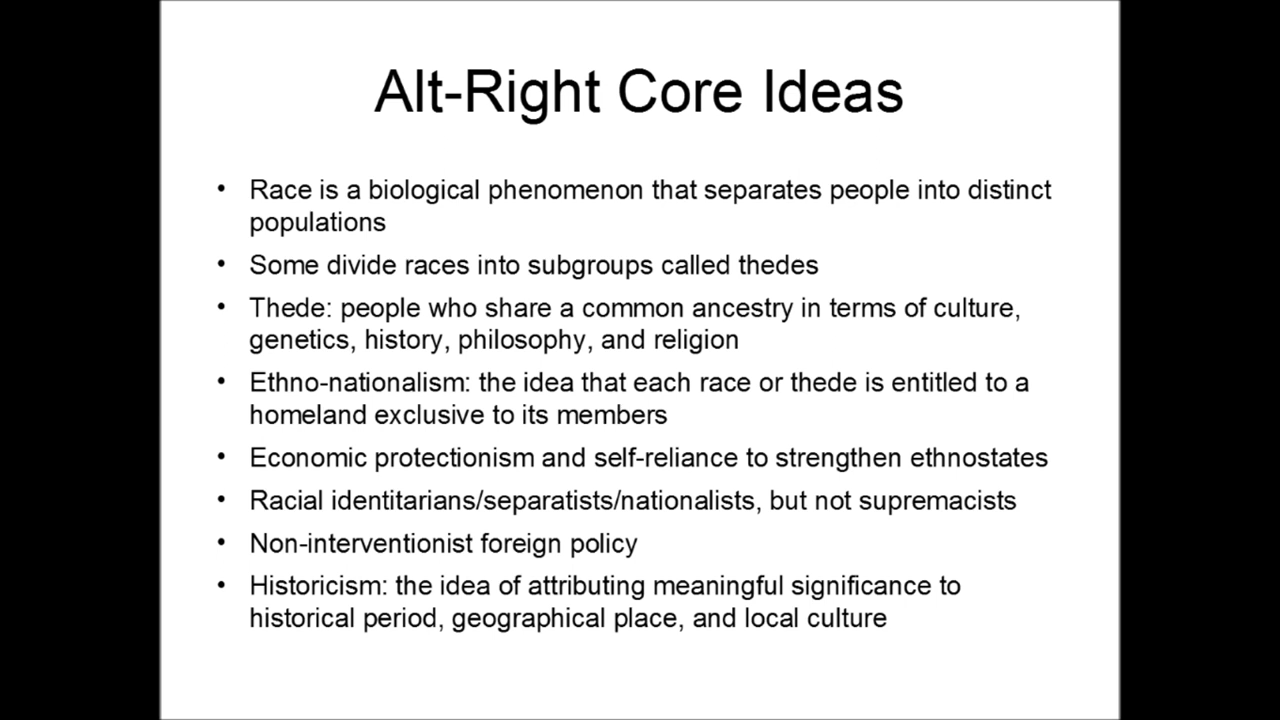 Alt-Right Core Ideas
• Race is a biological phenomenon that separates people into distinct
populations
• Some divide races into subgroups called thedes
• Thede: people who share a common ancestry in terms of culture,
genetics, history, philosophy, and religion
• Ethno-nationalism: the idea that each race or thede is entitled to a
homeland exclusive to its members
• Economic protectionism and self-reliance to strengthen ethnostates
• Racial identitarians/separatists/nationalists, but not supremacists
• Non-interventionist foreign policy
• Historicism: the idea of attributing meaningful significance to
historical period, geographical place, and local culture